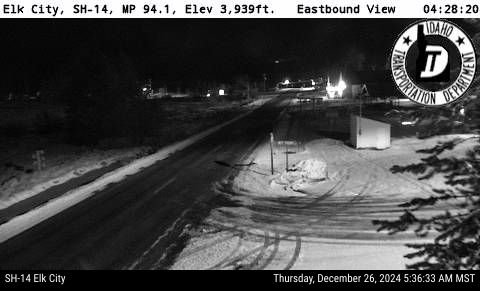 Elk City, SH-14, MP 94.1, Elev 3,939ft. Eastbound View 04:28:20
IDAHO
TRANSPORTATION DEPARTMENT
SH-14 Elk City
Thursday, December 26, 2024 5:36:33 AM MST